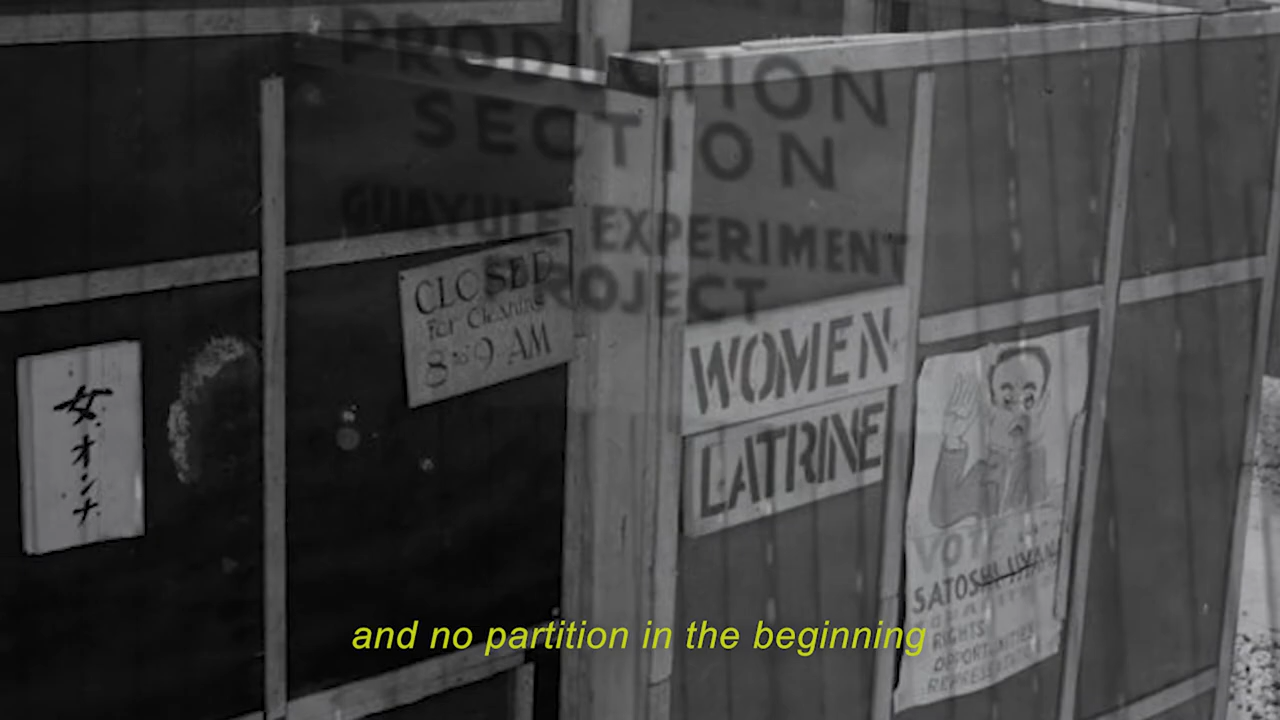 PRODUCTION
SECTION
GUAYULE EXPERIMENT
PROJECT
CLOSED
For Cleaning
8 to 9 AM
女オンナ
WOMEN
LATRINE
VOTE
SATOSHI
RIGHTS
OPPORTUNITIES
REPRESENTATION
and no partition in the beginning